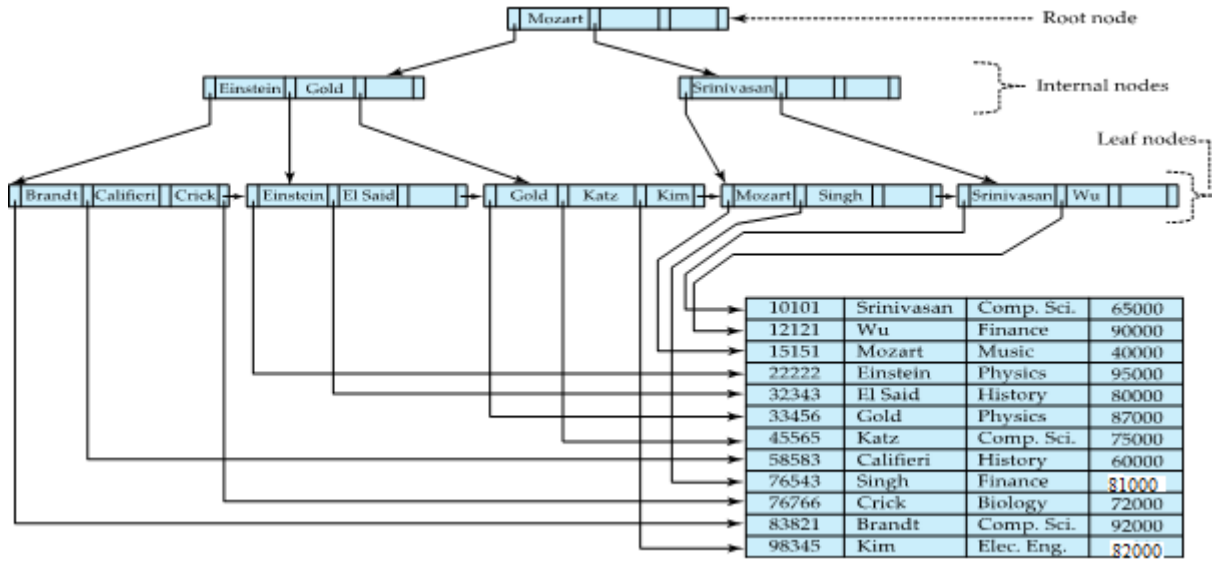 Mozart
Root node
Einstein Gold
Srinivasan
Internal nodes
Leaf nodes
Brandt Califieri Crick Einstein El Said Gold Katz Kim Mozart Singh Srinivasan Wu
10101 Srinivasan Comp. Sci. 65000
12121 Wu Finance 90000
15151 Mozart Music 40000
22222 Einstein Physics 95000
32343 El Said History 80000
33456 Gold Physics 87000
45565 Katz Comp. Sci. 75000
58583 Califieri History 60000
76543 Singh Finance 81000
76766 Crick Biology 72000
83821 Brandt Comp. Sci. 92000
98345 Kim Elec. Eng. 82000